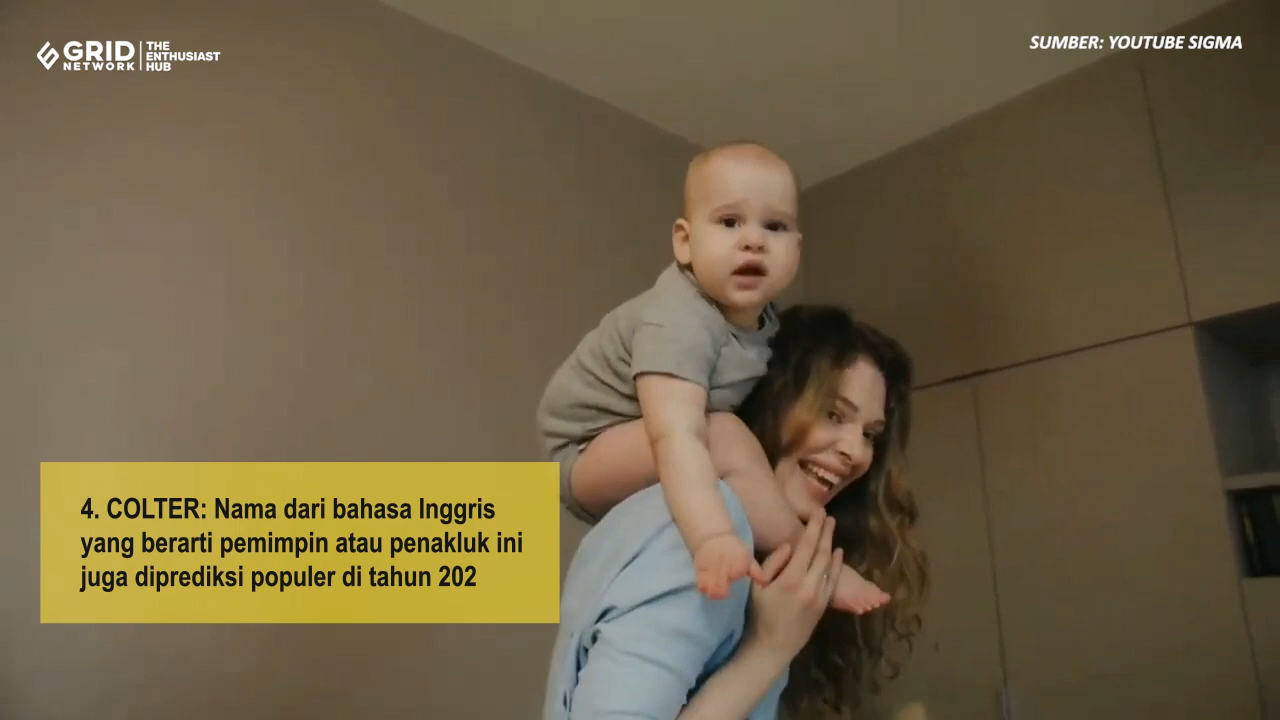 GRID
NETWORK
THE
ENTHUSIAST
HUB
SUMBER: YOUTUBE SIGMA
4. COLTER: Nama dari bahasa Inggris
yang berarti pemimpin atau penakluk ini
juga diprediksi populer di tahun 202